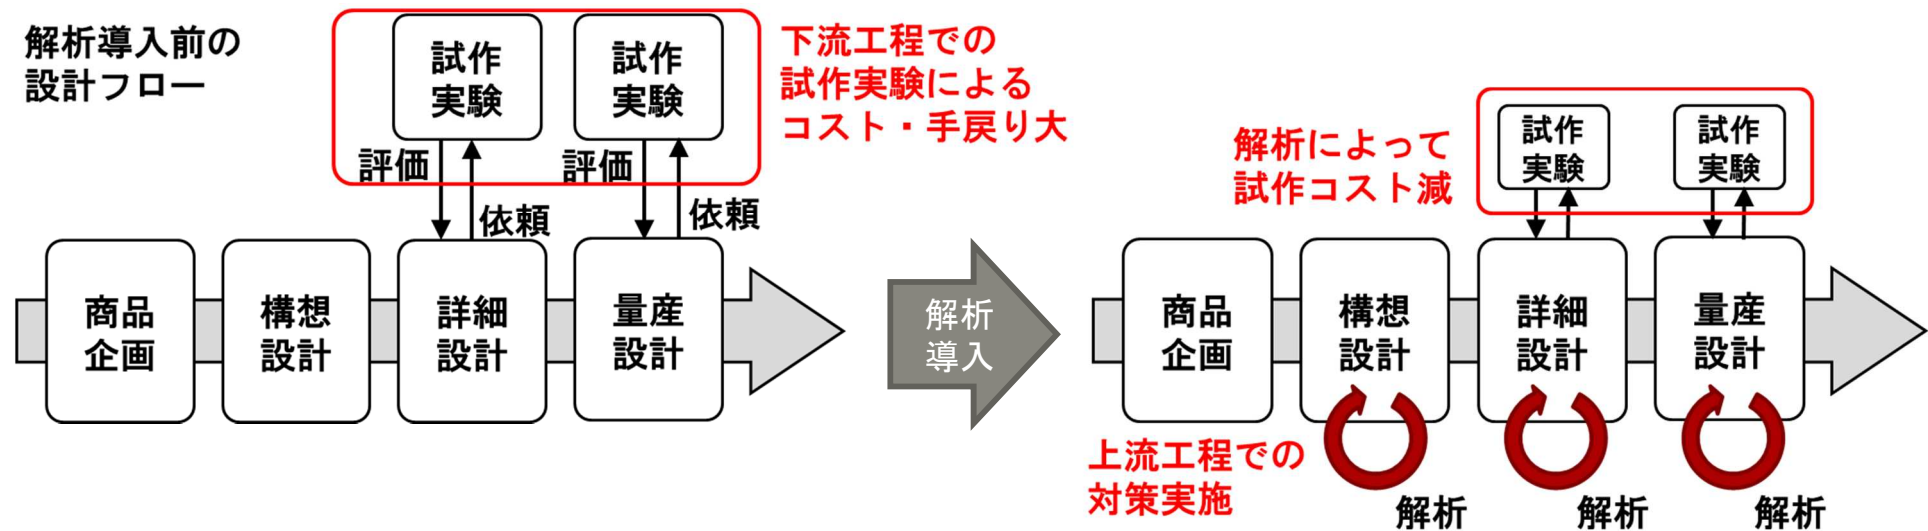 解析導入前の
設計フロー
試作
実験
試作
実験
下流工程での
試作実験による
コスト・手戻り大
評価
依頼
評価
依頼
商品
企画
構想
設計
詳細
設計
量産
設計
解析
導入
解析によって
試作コスト減
試作
実験
試作
実験
商品
企画
構想
設計
詳細
設計
量産
設計
上流工程での
対策実施
解析
解析
解析